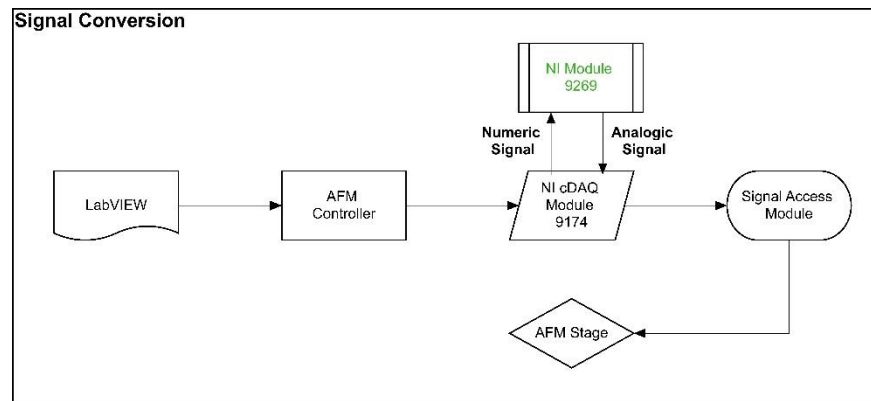 Signal Conversion
NI Module
9269
Numeric
Signal
Analogic
Signal
LabVIEW
AFM
Controller
NI cDAQ
Module
9174
Signal Access
Module
AFM Stage